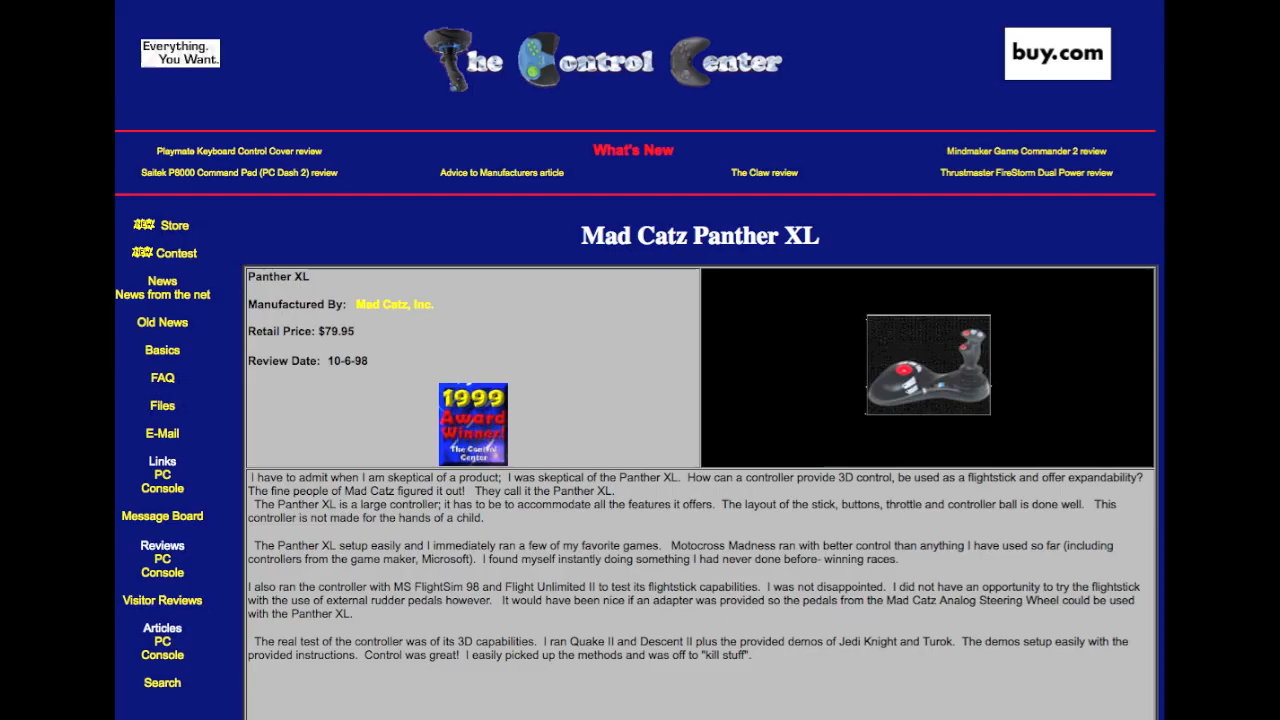 Everything.
You Want.
The Control Center
buy.com
Playmate Keyboard Control Cover review
What's New
Mindmaker Game Commander 2 review
Saitek P8000 Command Pad (PC Dash 2) review
Advice to Manufacturers article
The Claw review
Thrustmaster FireStorm Dual Power review
Store
Contest
News
News from the net
Old News
Basics
FAQ
Files
E-Mail
Links
PC
Console
Message Board
Reviews
PC
Console
Visitor Reviews
Articles
PC
Console
Search
Mad Catz Panther XL
Panther XL
Manufactured By: Mad Catz, Inc.
Retail Price: $79.95
Review Date: 10-6-98
1999
Award
Winner!
The Control
Center
I have to admit when I am skeptical of a product; I was skeptical of the Panther XL. How can a controller provide 3D control, be used as a flightstick and offer expandability?
The fine people of Mad Catz figured it out! They call it the Panther XL.
The Panther XL is a large controller; it has to be to accommodate all the features it offers. The layout of the stick, buttons, throttle and controller ball is done well. This
controller is not made for the hands of a child.
The Panther XL setup easily and I immediately ran a few of my favorite games. Motocross Madness ran with better control than anything I have used so far (including
controllers from the game maker, Microsoft). I found myself instantly doing something I had never done before- winning races.
I also ran the controller with MS FlightSim 98 and Flight Unlimited II to test its flightstick capabilities. I was not disappointed. I did not have an opportunity to try the flightstick
with the use of external rudder pedals however. It would have been nice if an adapter was provided so the pedals from the Mad Catz Analog Steering Wheel could be used
with the Panther XL.
The real test of the controller was of its 3D capabilities. I ran Quake II and Descent II plus the provided demos of Jedi Knight and Turok. The demos setup easily with the
provided instructions. Control was great! I easily picked up the methods and was off to "kill stuff".